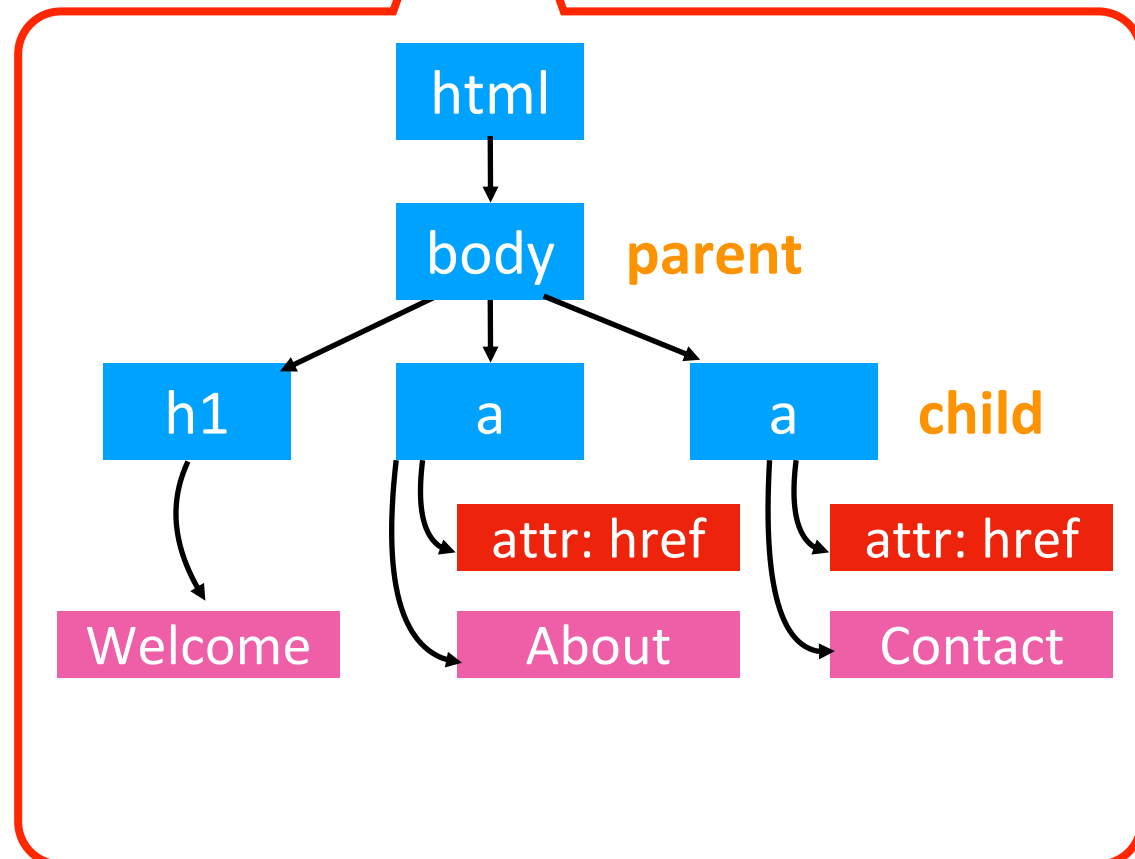 html
body parent
h1 a a child
attr: href attr: href
Welcome About Contact